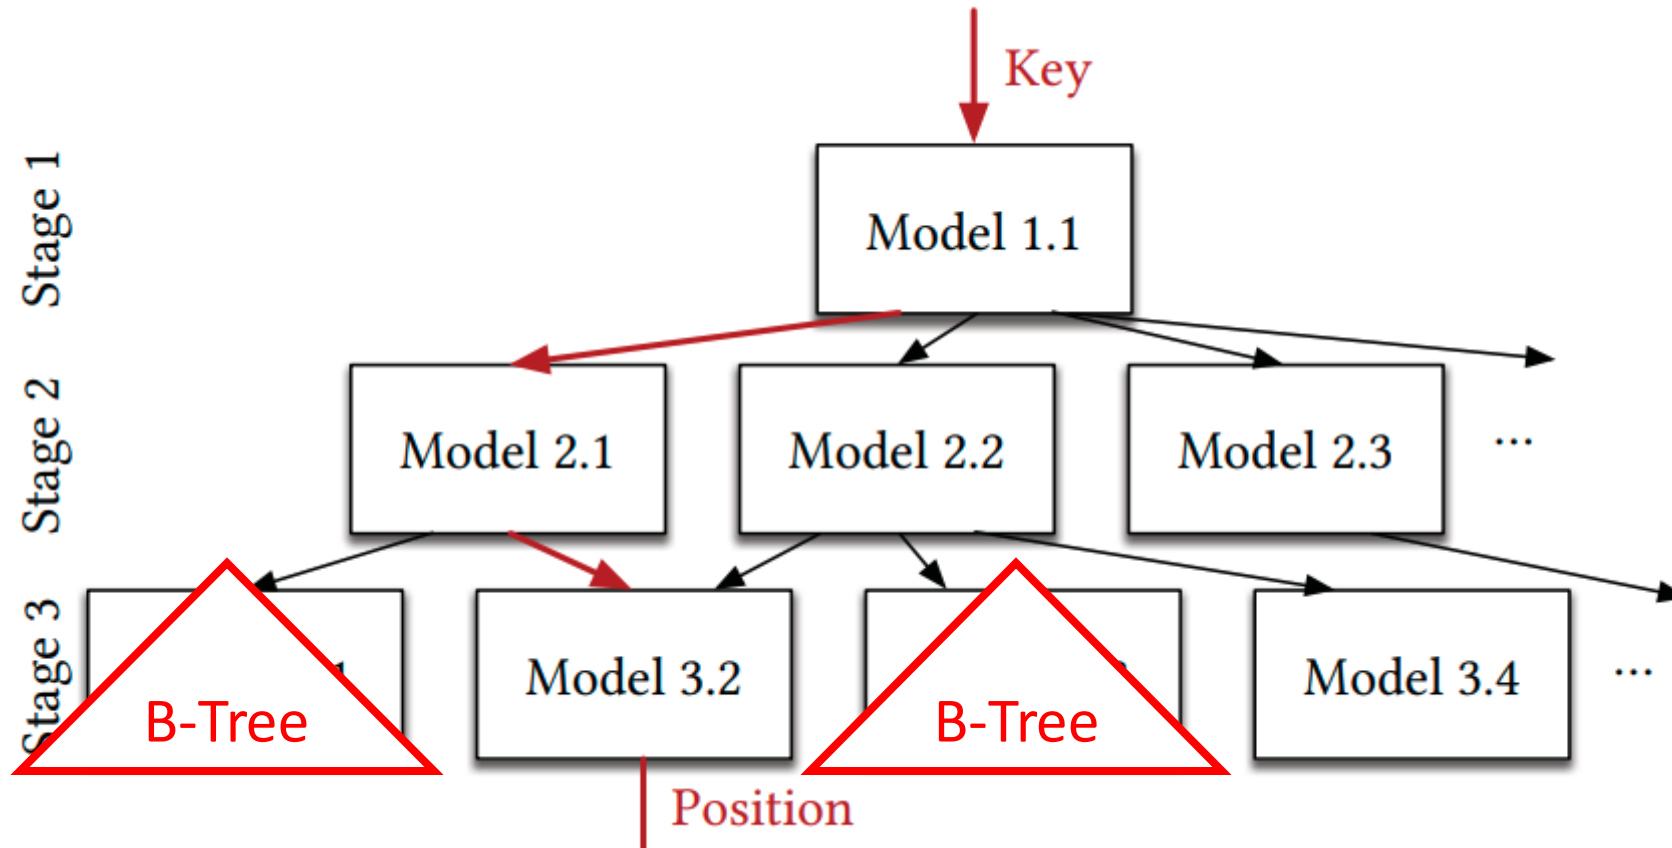 Key
Stage 1
Model 1.1
Stage 2
Model 2.1
Model 2.2
Model 2.3
...
Stage 3
B-Tree
Model 3.2
B-Tree
Model 3.4
...
Position